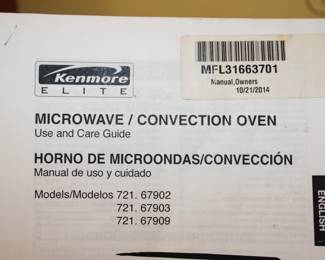 Kenmore
ELITE
MFL31663701
Manual,Owners
10/21/2014
MICROWAVE / CONVECTION OVEN
Use and Care Guide
HORNO DE MICROONDAS/CONVECCIÓN
Manual de uso y cuidado
Models/Modelos 721. 67902
721. 67903
721. 67909
ENGLISH